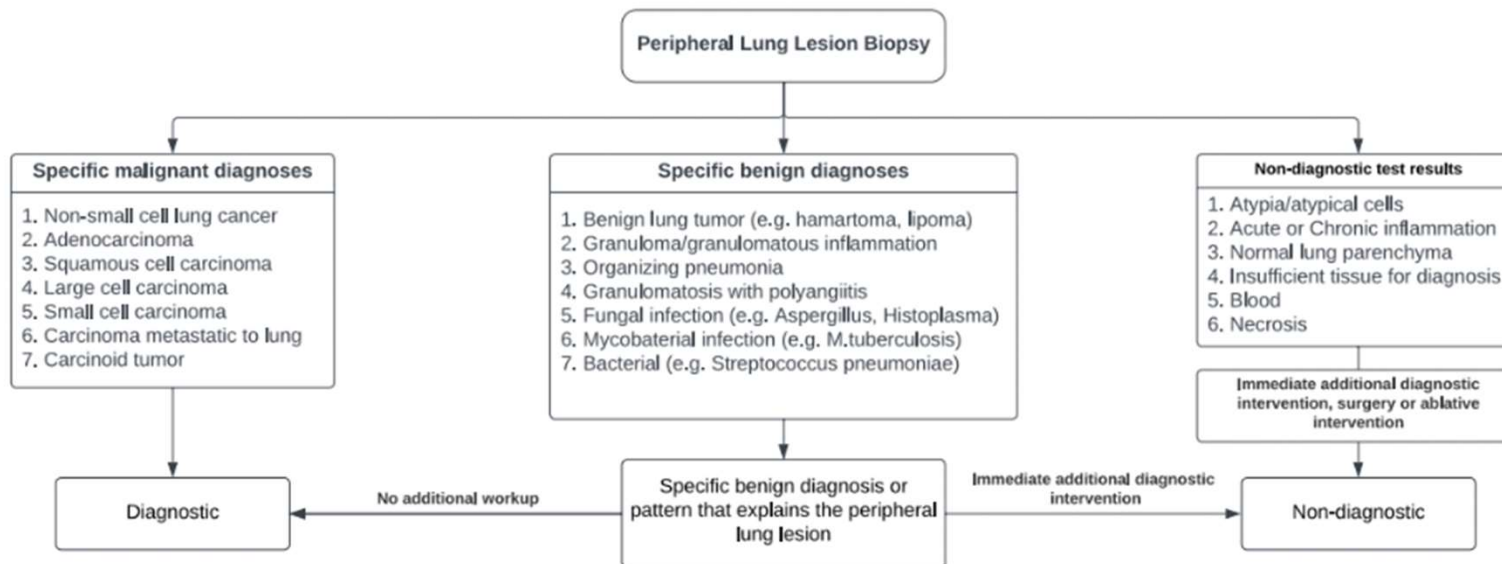 Peripheral Lung Lesion Biopsy
Specific malignant diagnoses
1. Non-small cell lung cancer
2. Adenocarcinoma
3. Squamous cell carcinoma
4. Large cell carcinoma
5. Small cell carcinoma
6. Carcinoma metastatic to lung
7. Carcinoid tumor
Specific benign diagnoses
1. Benign lung tumor (e.g. hamartoma, lipoma)
2. Granuloma/granulomatous inflammation
3. Organizing pneumonia
4. Granulomatosis with polyangiitis
5. Fungal infection (e.g. Aspergillus, Histoplasma)
6. Mycobaterial infection (e.g. M.tuberculosis)
7. Bacterial (e.g. Streptococcus pneumoniae)
Non-diagnostic test results
1. Atypia/atypical cells
2. Acute or Chronic inflammation
3. Normal lung parenchyma
4. Insufficient tissue for diagnosis
5. Blood
6. Necrosis
Immediate additional diagnostic
intervention, surgery or ablative
intervention
Diagnostic
No additional workup
Specific benign diagnosis or
pattern that explains the peripheral
lung lesion
Immediate additional diagnostic
intervention
Non-diagnostic